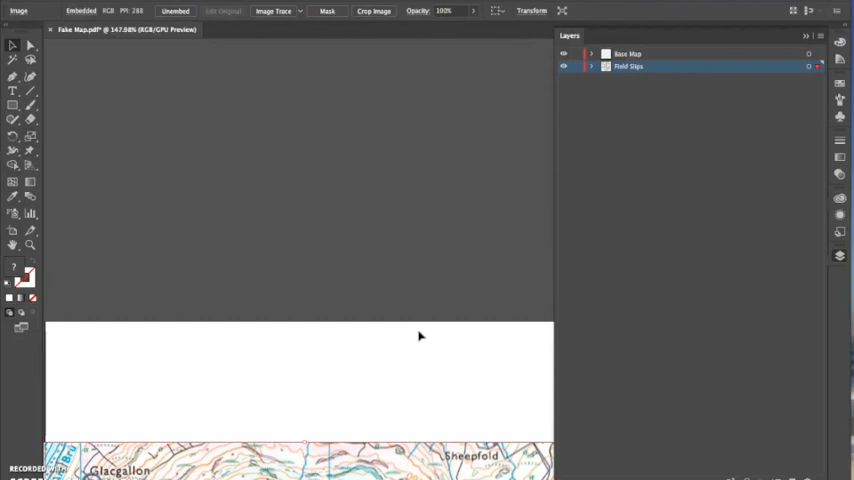 Image Embedded RGB PPI: 288 Unembed Edit Original Image Trace Mask Crop Image Opacity: 100% Transform
× Fake Map.pdf* @ 147.98% (RGB/GPU Preview)
Layers
Base Map
Field Slips
?
Sheepfold
Glacgallon
RECORDED WITH